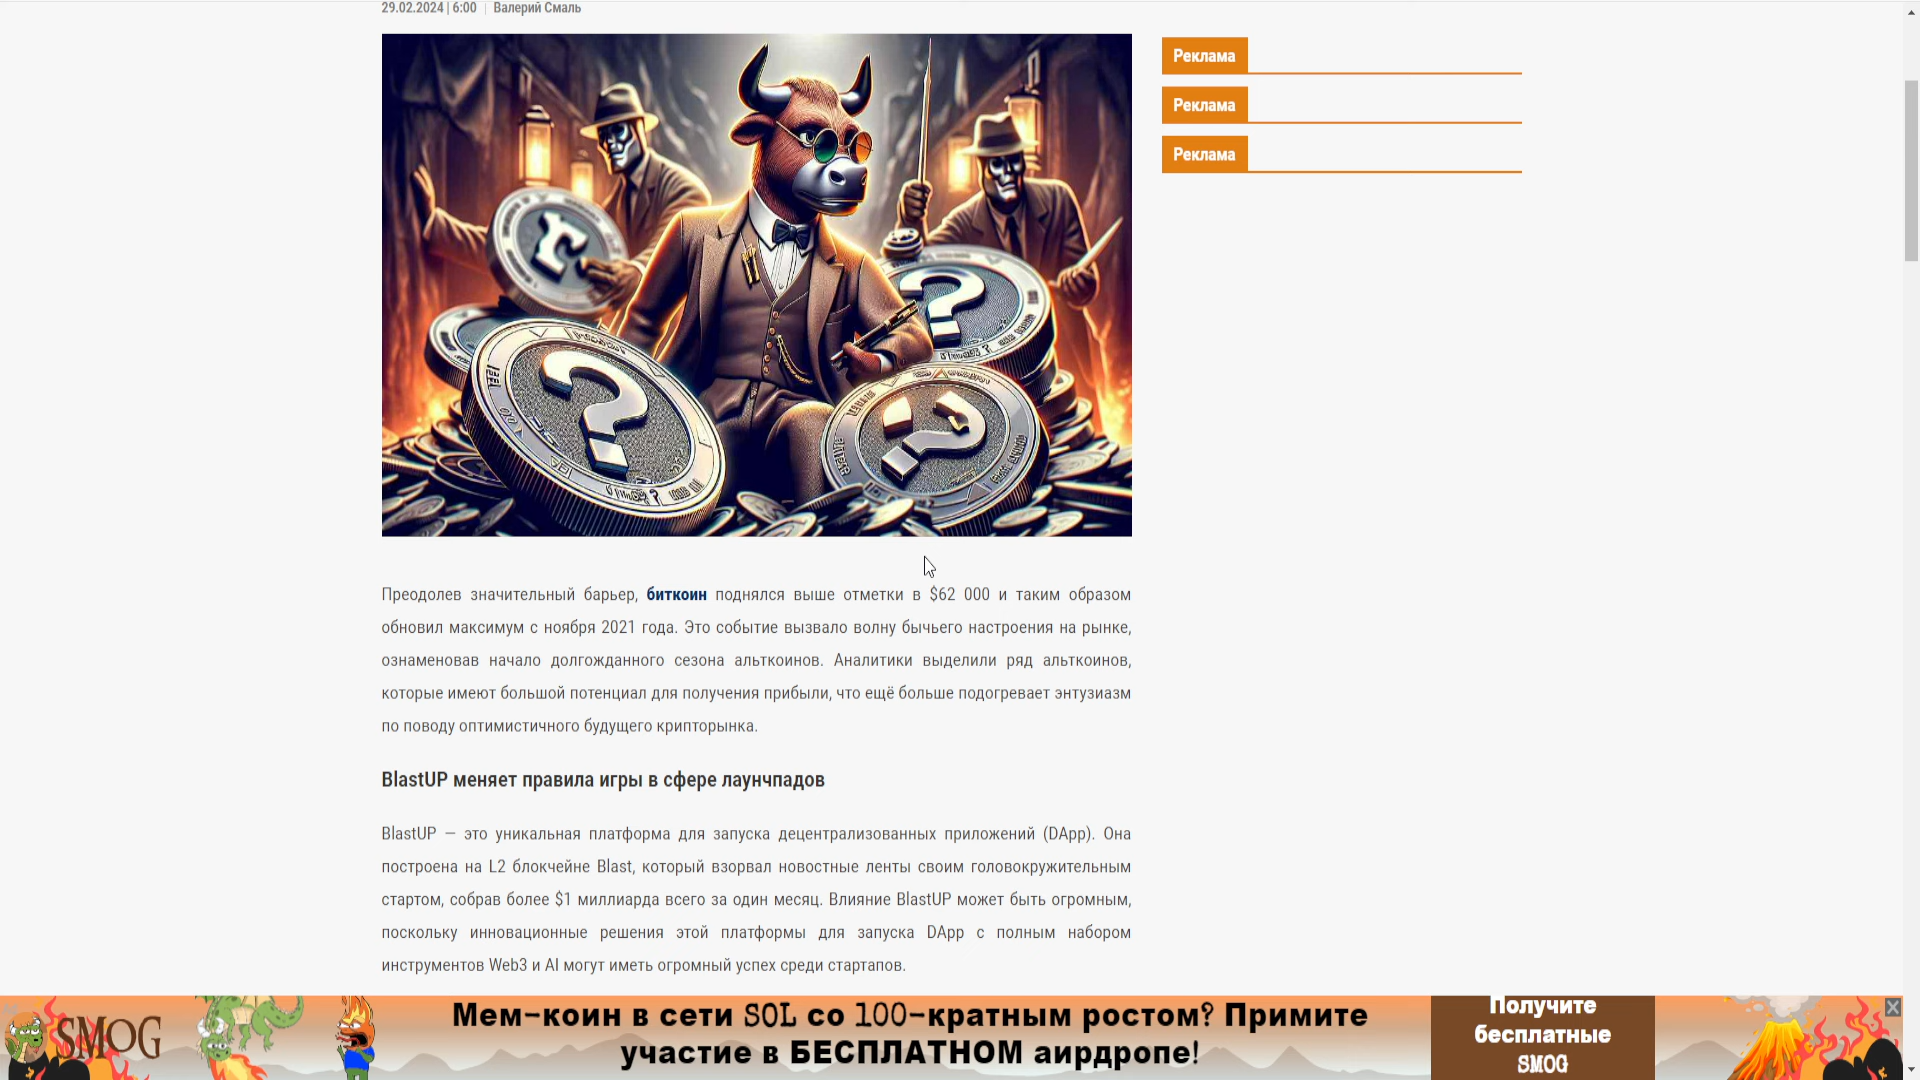 29.02.2024 | 6:00 | Валерий Смаль
Реклама
Реклама
Реклама
Преодолев значительный барьер, биткоин поднялся выше отметки в $62 000 и таким образом
обновил максимум с ноября 2021 года. Это событие вызвало волну бычьего настроения на рынке,
ознаменовав начало долгожданного сезона альткоинов. Аналитики выделили ряд альткоинов,
которые имеют большой потенциал для получения прибыли, что ещё больше подогревает энтузиазм
по поводу оптимистичного будущего крипторынка.
BlastUP меняет правила игры в сфере лаунчпадов
BlastUP — это уникальная платформа для запуска децентрализованных приложений (DApp). Она
построена на L2 блокчейне Blast, который взорвал новостные ленты своим головокружительным
стартом, собрав более $1 миллиарда всего за один месяц. Влияние BlastUP может быть огромным,
поскольку инновационные решения этой платформы для запуска DApp с полным набором
инструментов Web3 и AI могут иметь огромный успех среди стартапов.
SMOG
Мем-коин в сети SOL со 100-кратным ростом? Примите
участие в БЕСПЛАТНОМ аирдропе!
Получите
бесплатные
SMOG